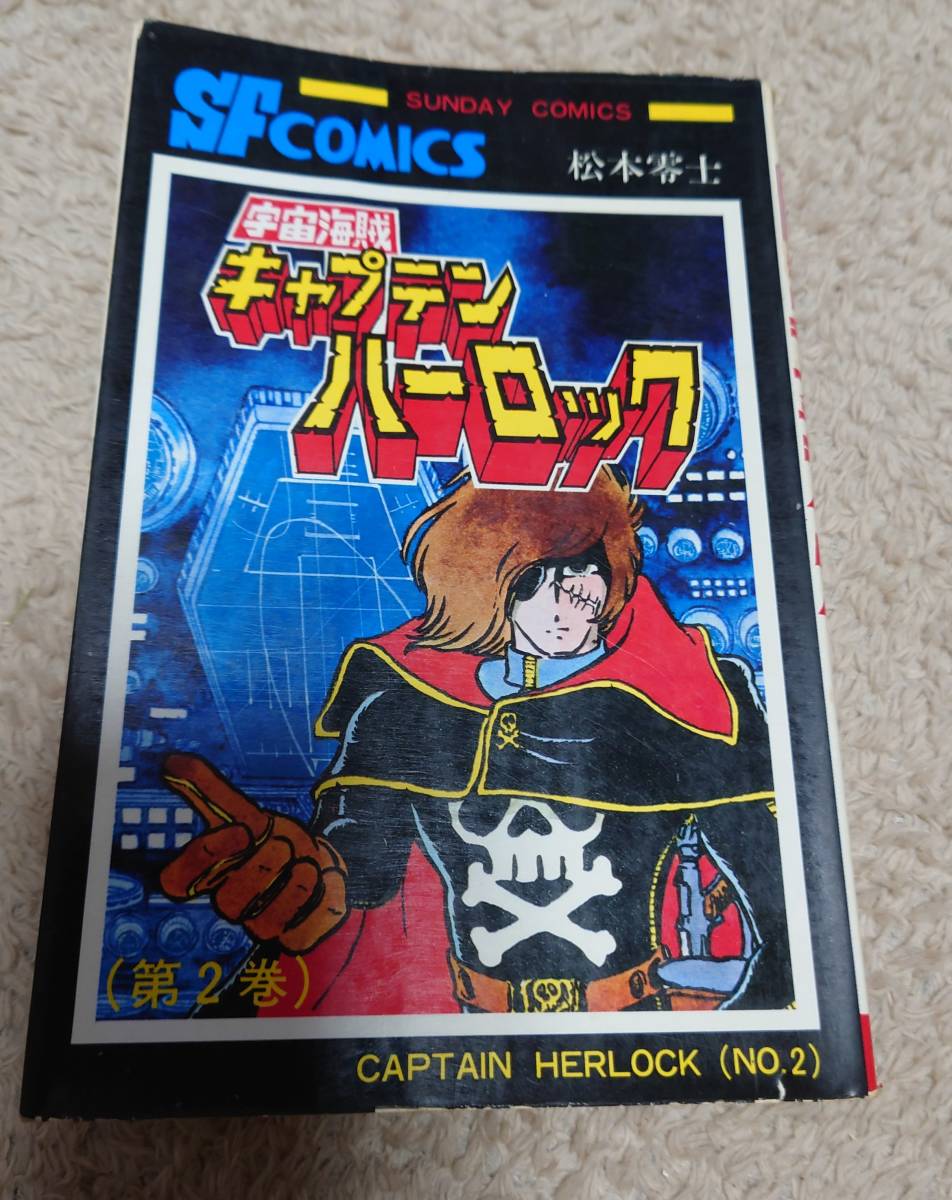 SUNDAY COMICS
SF COMICS
松本零士
宇宙海賊
キャプテン
ハーロック
(第2巻)
CAPTAIN HERLOCK (NO.2)